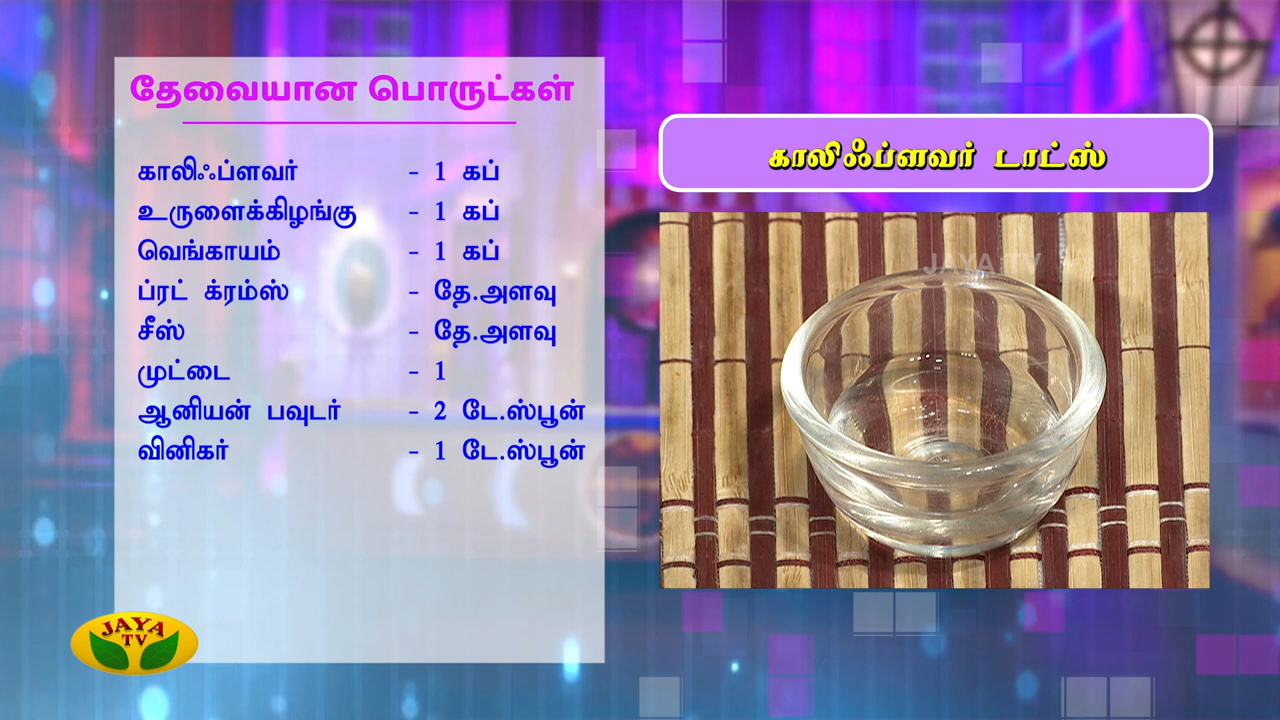 தேவையான பொருட்கள்
காலிஃப்ளவர் - 1 கப்
உருளைக்கிழங்கு - 1 கப்
வெங்காயம் - 1 கப்
ப்ரட் க்ரம்ஸ் - தே.அளவு
சீஸ் - தே.அளவு
முட்டை - 1
ஆனியன் பவுடர் - 2 டே.ஸ்பூன்
வினிகர் - 1 டே.ஸ்பூன்
காலிஃப்ளவர் டாட்ஸ்
JAYA TV
JAYA
TV